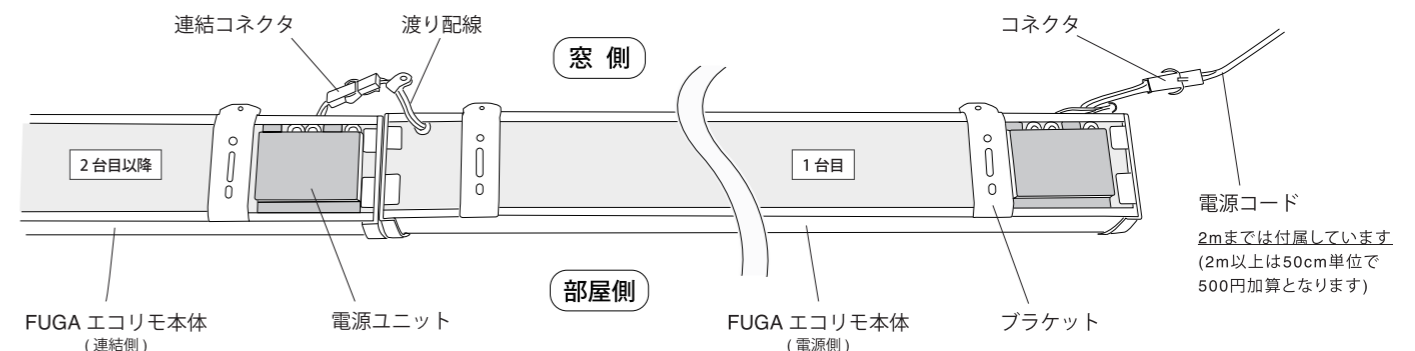 連結コネクタ
渡り配線
窓 側
コネクタ
2台目以降
1台目
電源コード
2mまでは付属しています
(2m以上は50cm単位で
500円加算となります)
部屋側
FUGA エコリモ本体
(連結側)
電源ユニット
FUGA エコリモ本体
(電源側)
ブラケット